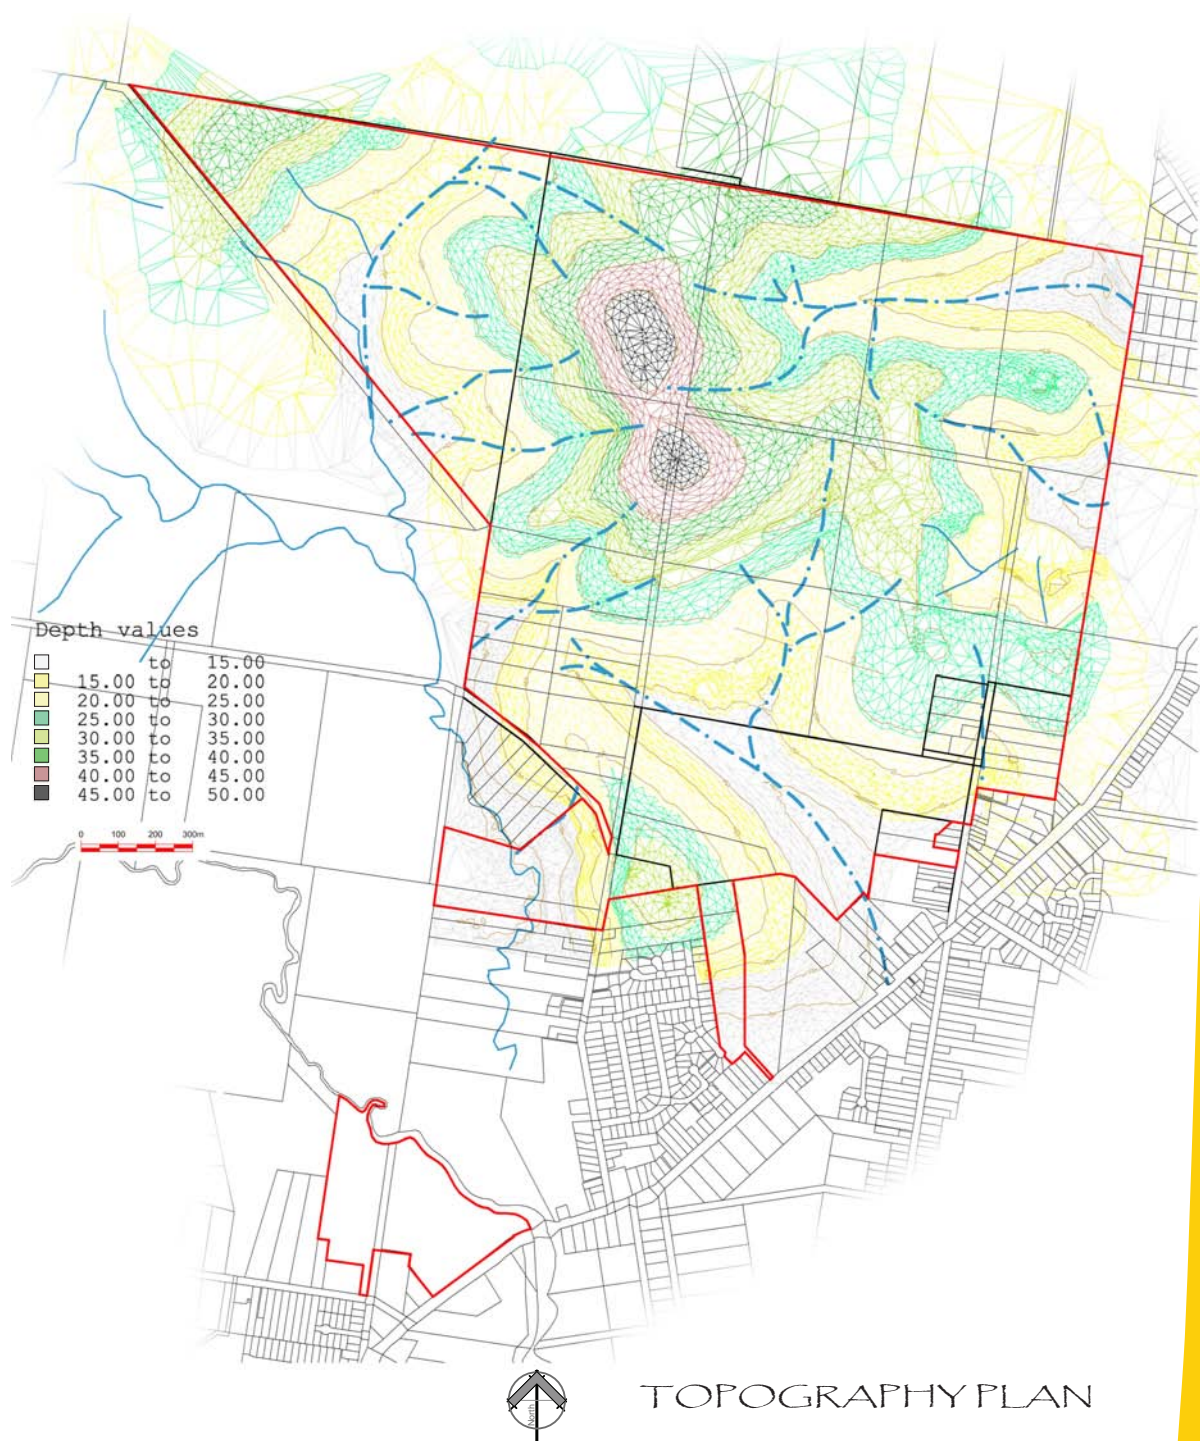 Depth values
to 15.00
15.00 to 20.00
20.00 to 25.00
25.00 to 30.00
30.00 to 35.00
35.00 to 40.00
40.00 to 45.00
45.00 to 50.00
0 100 200 300m
North
TOPOGRAPHY PLAN